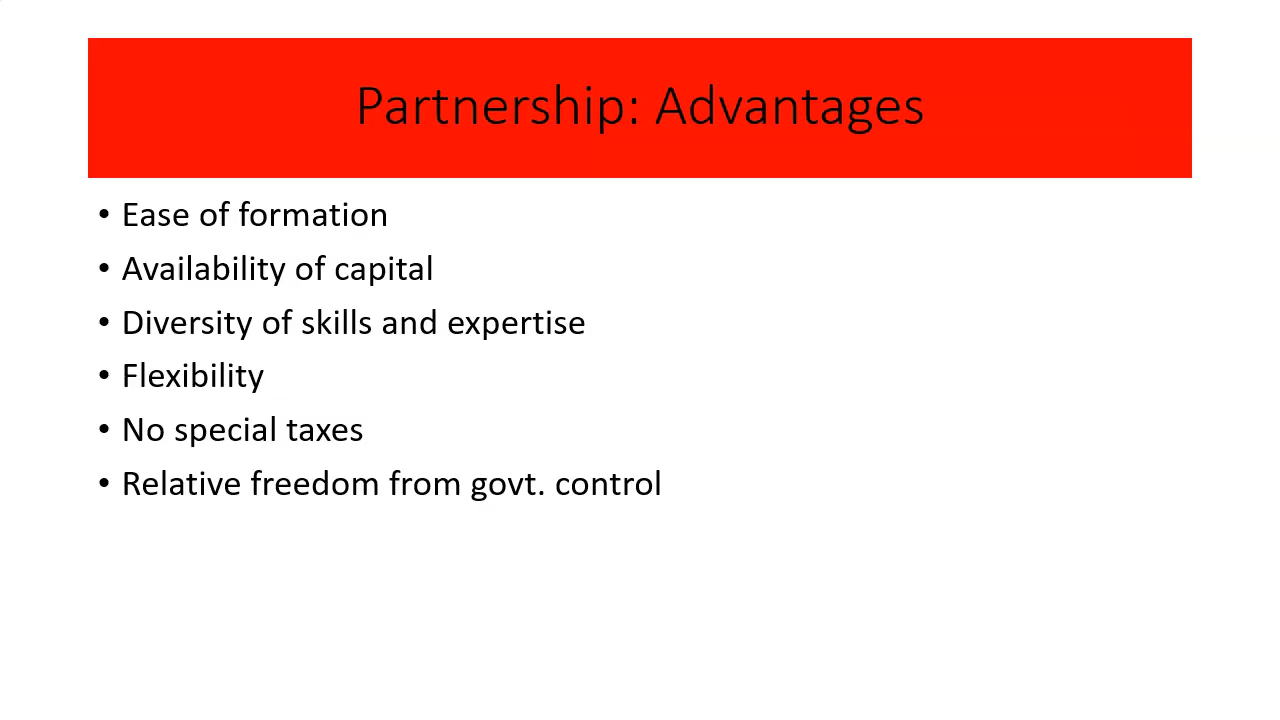 Partnership: Advantages
• Ease of formation
• Availability of capital
• Diversity of skills and expertise
• Flexibility
• No special taxes
• Relative freedom from govt. control